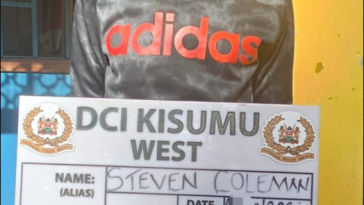 adidas
DCI KISUMU
WEST
NAME: STEVEN COLEMAN
(ALIAS)
DATE